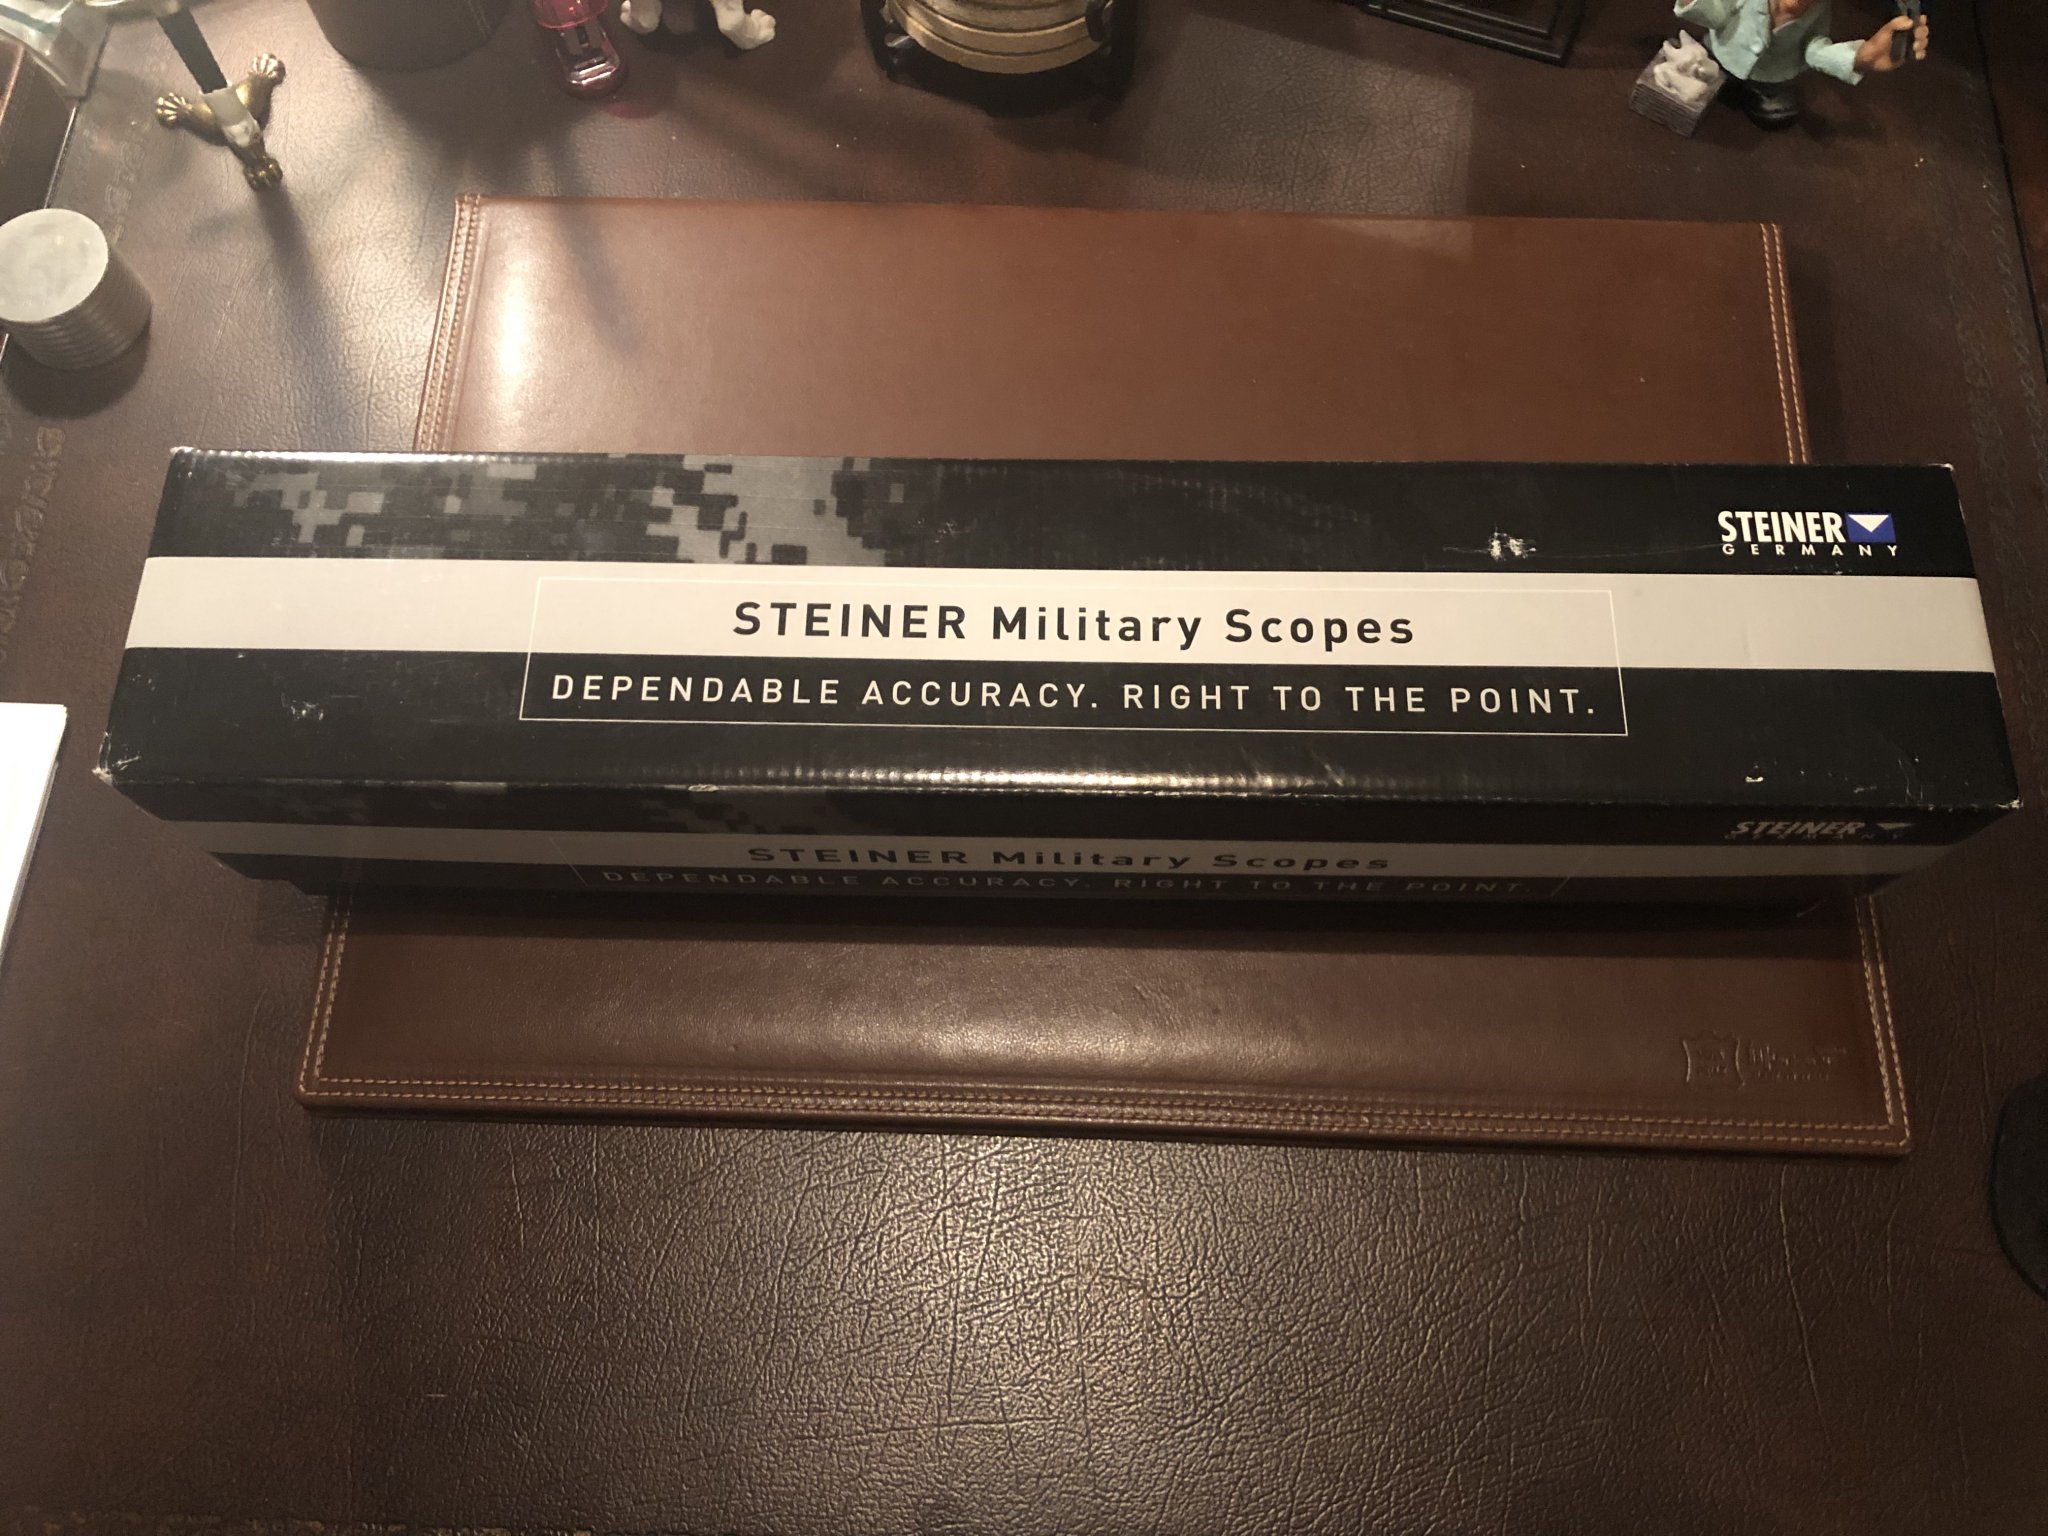 STEINER
GERMANY
STEINER Military Scopes
DEPENDABLE ACCURACY. RIGHT TO THE POINT.
STEINER
GERMANY
STEINER Military Scopes
DEPENDABLE ACCURACY. RIGHT TO THE POINT.